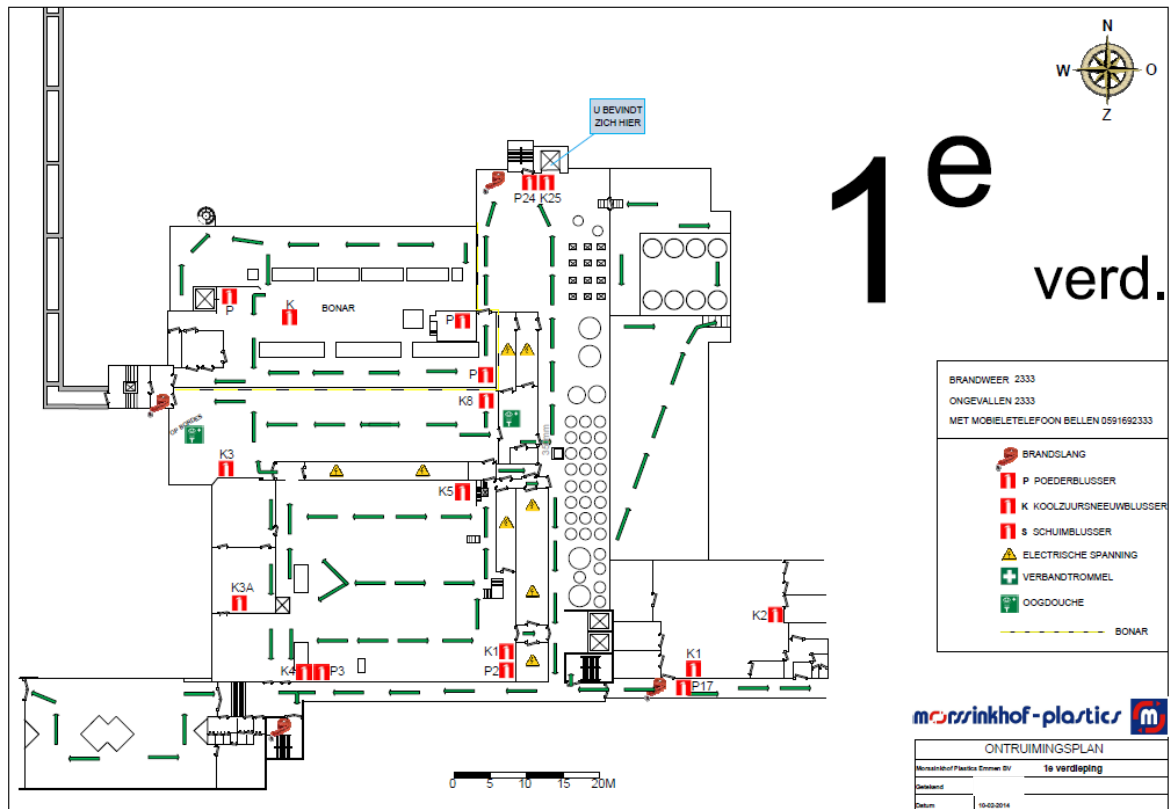 N
W
O
Z
U BEVINDT
ZICH HIER
1e
verd.
P24 K25
P
K
BONAR
P
P
K8
OP BORDES
K3
K5
K3A
K2
K1
P2
K1
K4
P3
P17
BRANDWEER 2333
ONGEVALLEN 2333
MET MOBIELETELEFOON BELLEN 0591692333
BRANDSLANG
P POEDERBLUSSER
K KOOLZUURSNEEUWBLUSSER
S SCHUIMBLUSSER
ELECTRISCHE SPANNING
VERBANDTROMMEL
OOGDOUCHE
BONAR
0 5 10 15 20M
morssinkhof-plastics m
ONTRUIMINGSPLAN
Morssinkhof Plastics Emmen BV 1e verdieping
Getekend
Datum 10-02-2014